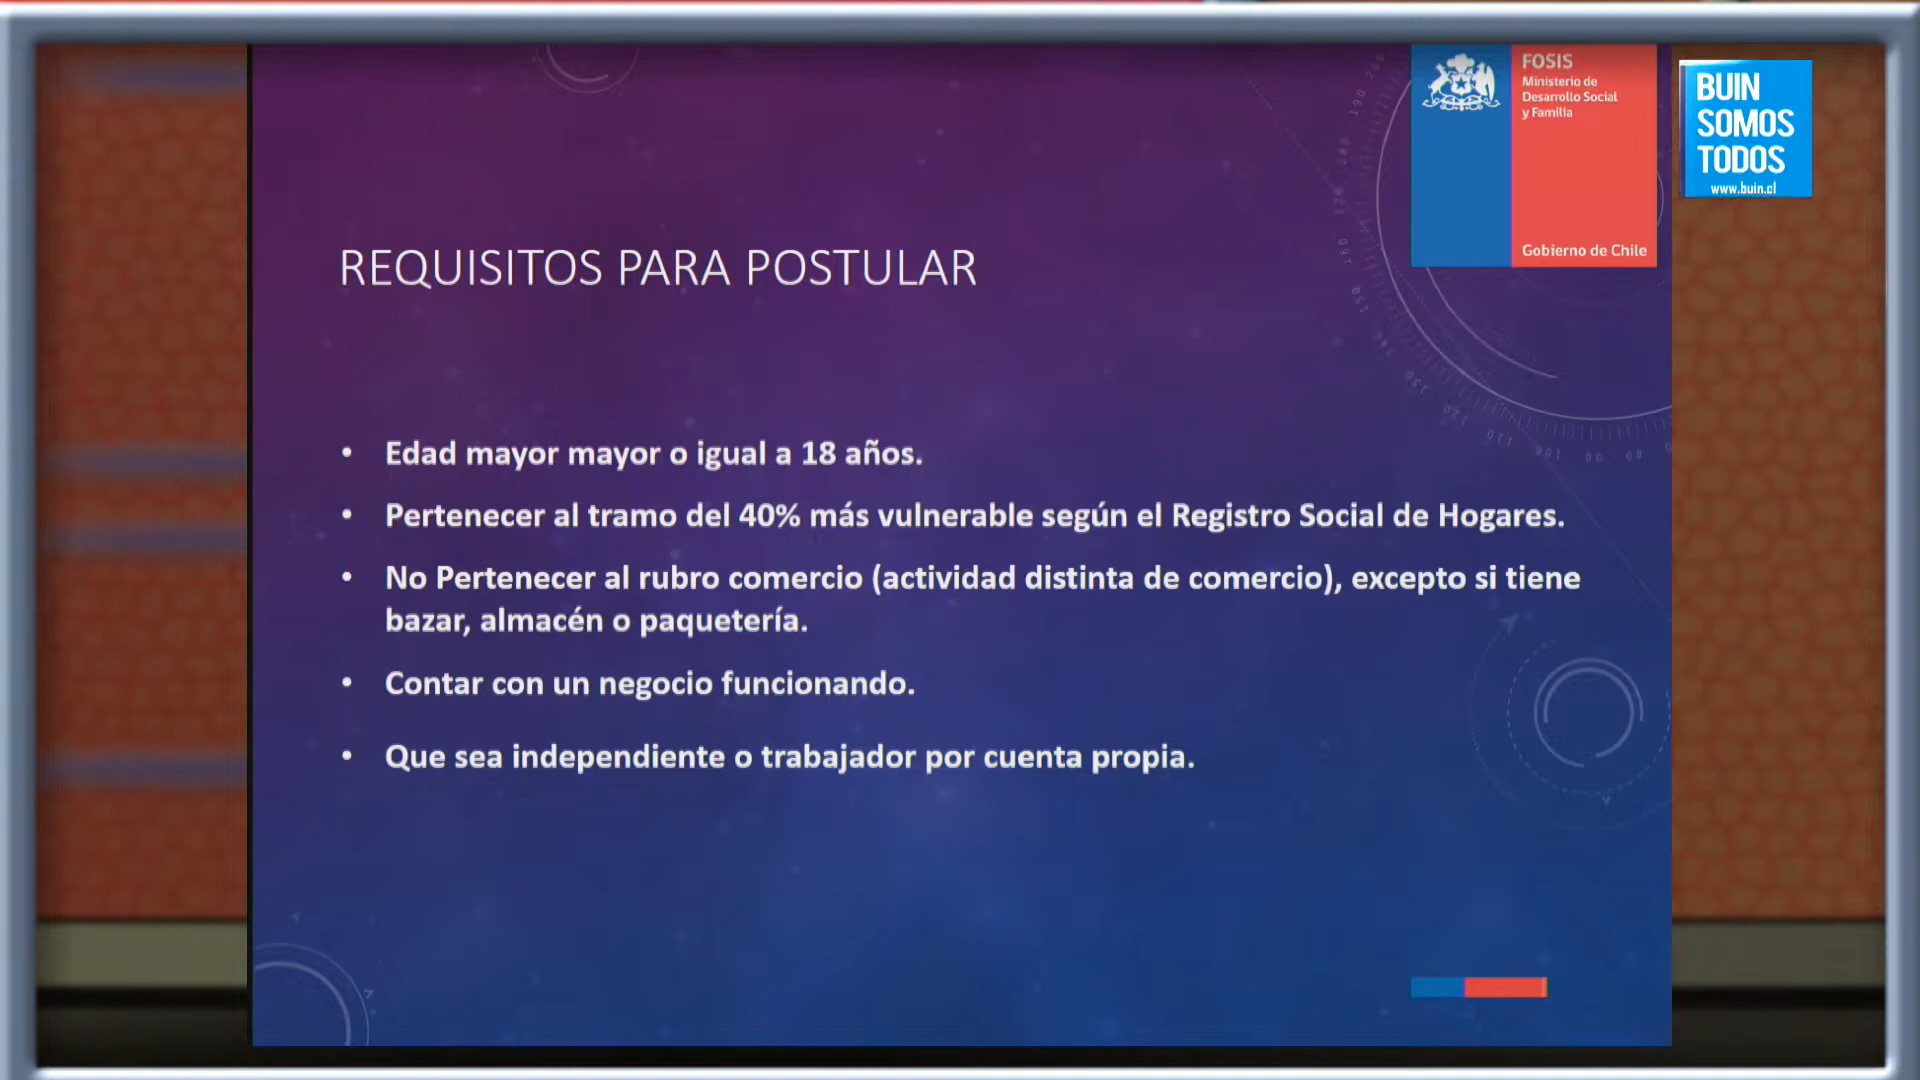 FOSIS
Ministerio de
Desarrollo Social
y Familia
Gobierno de Chile
BUIN
SOMOS
TODOS
www.buin.cl
REQUISITOS PARA POSTULAR
• Edad mayor mayor o igual a 18 años.
• Pertenecer al tramo del 40% más vulnerable según el Registro Social de Hogares.
• No Pertenecer al rubro comercio (actividad distinta de comercio), excepto si tiene
bazar, almacén o paquetería.
• Contar con un negocio funcionando.
• Que sea independiente o trabajador por cuenta propia.